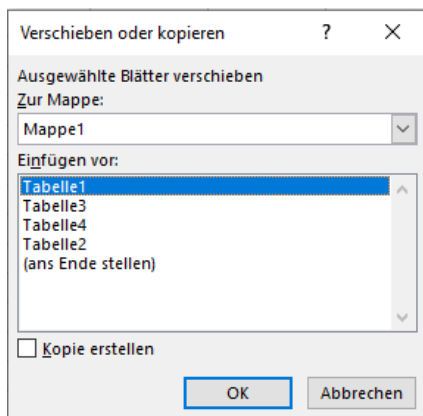 Verschieben oder kopieren ? ×
Ausgewählte Blätter verschieben
Zur Mappe:
Mappe1
Einfügen vor:
Tabelle1
Tabelle3
Tabelle4
Tabelle2
(ans Ende stellen)
Kopie erstellen
OK Abbrechen